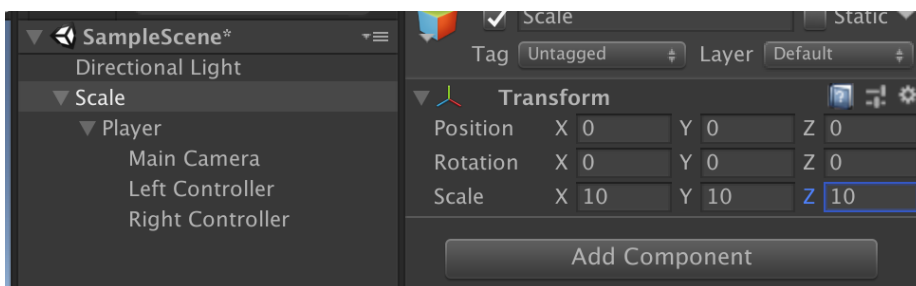 SampleScene*
Directional Light
Scale
Player
Main Camera
Left Controller
Right Controller
Scale Static
Tag Untagged Layer Default
Transform
Position X 0 Y 0 Z 0
Rotation X 0 Y 0 Z 0
Scale X 10 Y 10 Z 10
Add Component